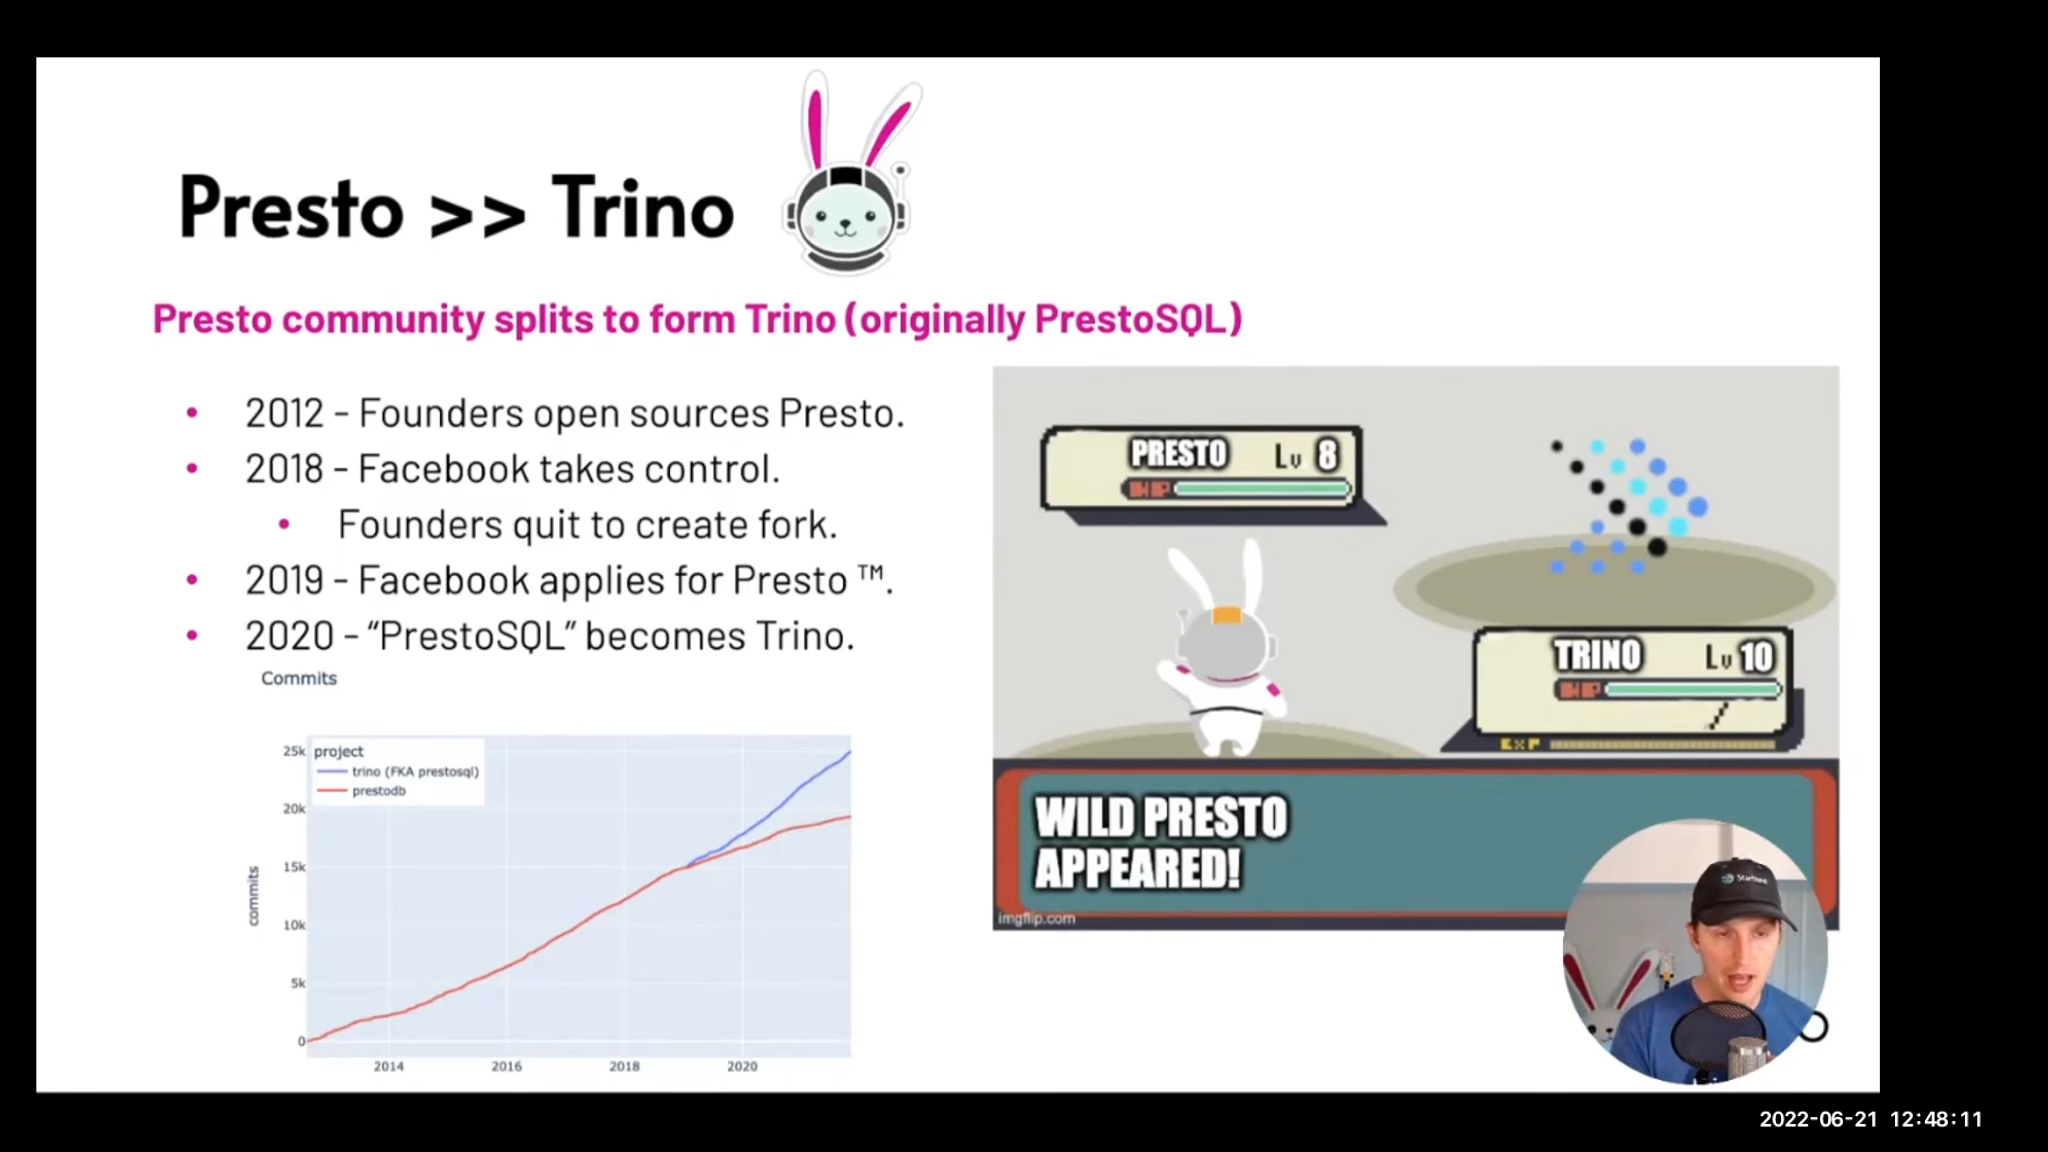 Presto >> Trino
Presto community splits to form Trino (originally PrestoSQL)
• 2012 - Founders open sources Presto.
• 2018 - Facebook takes control.
• Founders quit to create fork.
• 2019 - Facebook applies for Presto ™.
• 2020 - “PrestoSQL” becomes Trino.
Commits
project
trino (FKA prestosql)
prestodb
commits
25k
20k
15k
10k
5k
0
2014 2016 2018 2020
PRESTO Lv 8
HP
TRINO Lv 10
HP
EXP
WILD PRESTO
APPEARED!
imgflip.com
2022-06-21 12:48:11